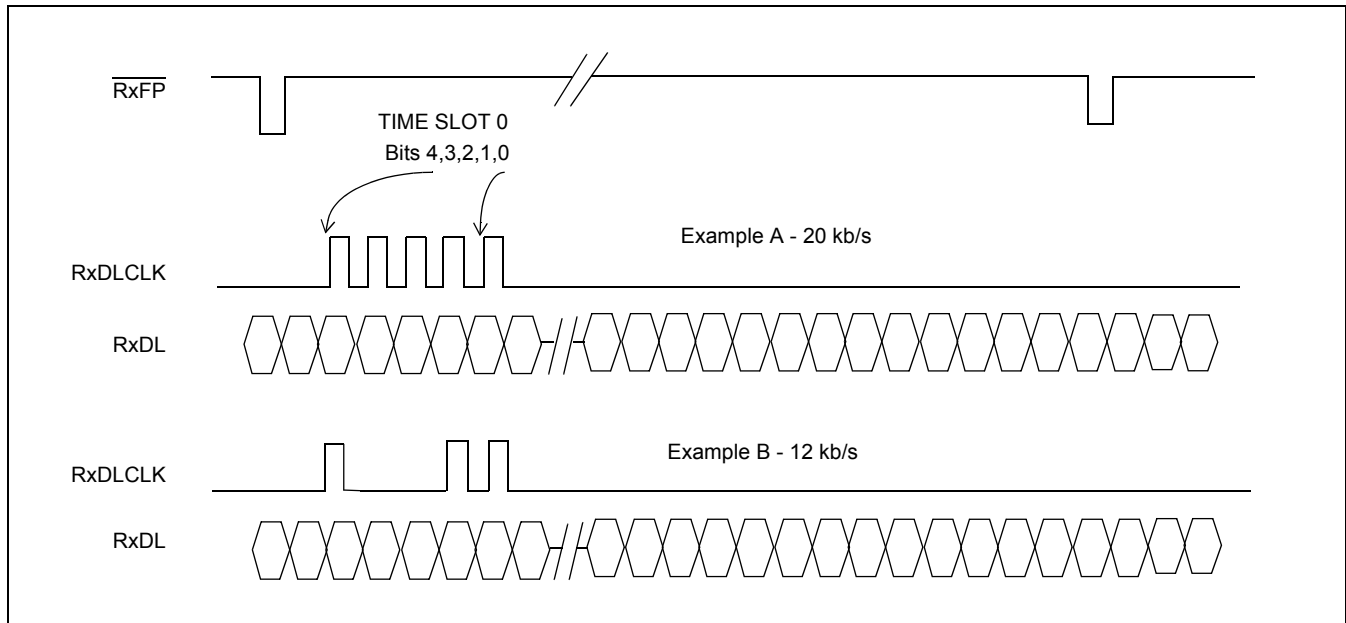 RxFP
TIME SLOT 0
Bits 4,3,2,1,0
Example A - 20 kb/s
RxDLCLK
RxDL
Example B - 12 kb/s
RxDLCLK
RxDL